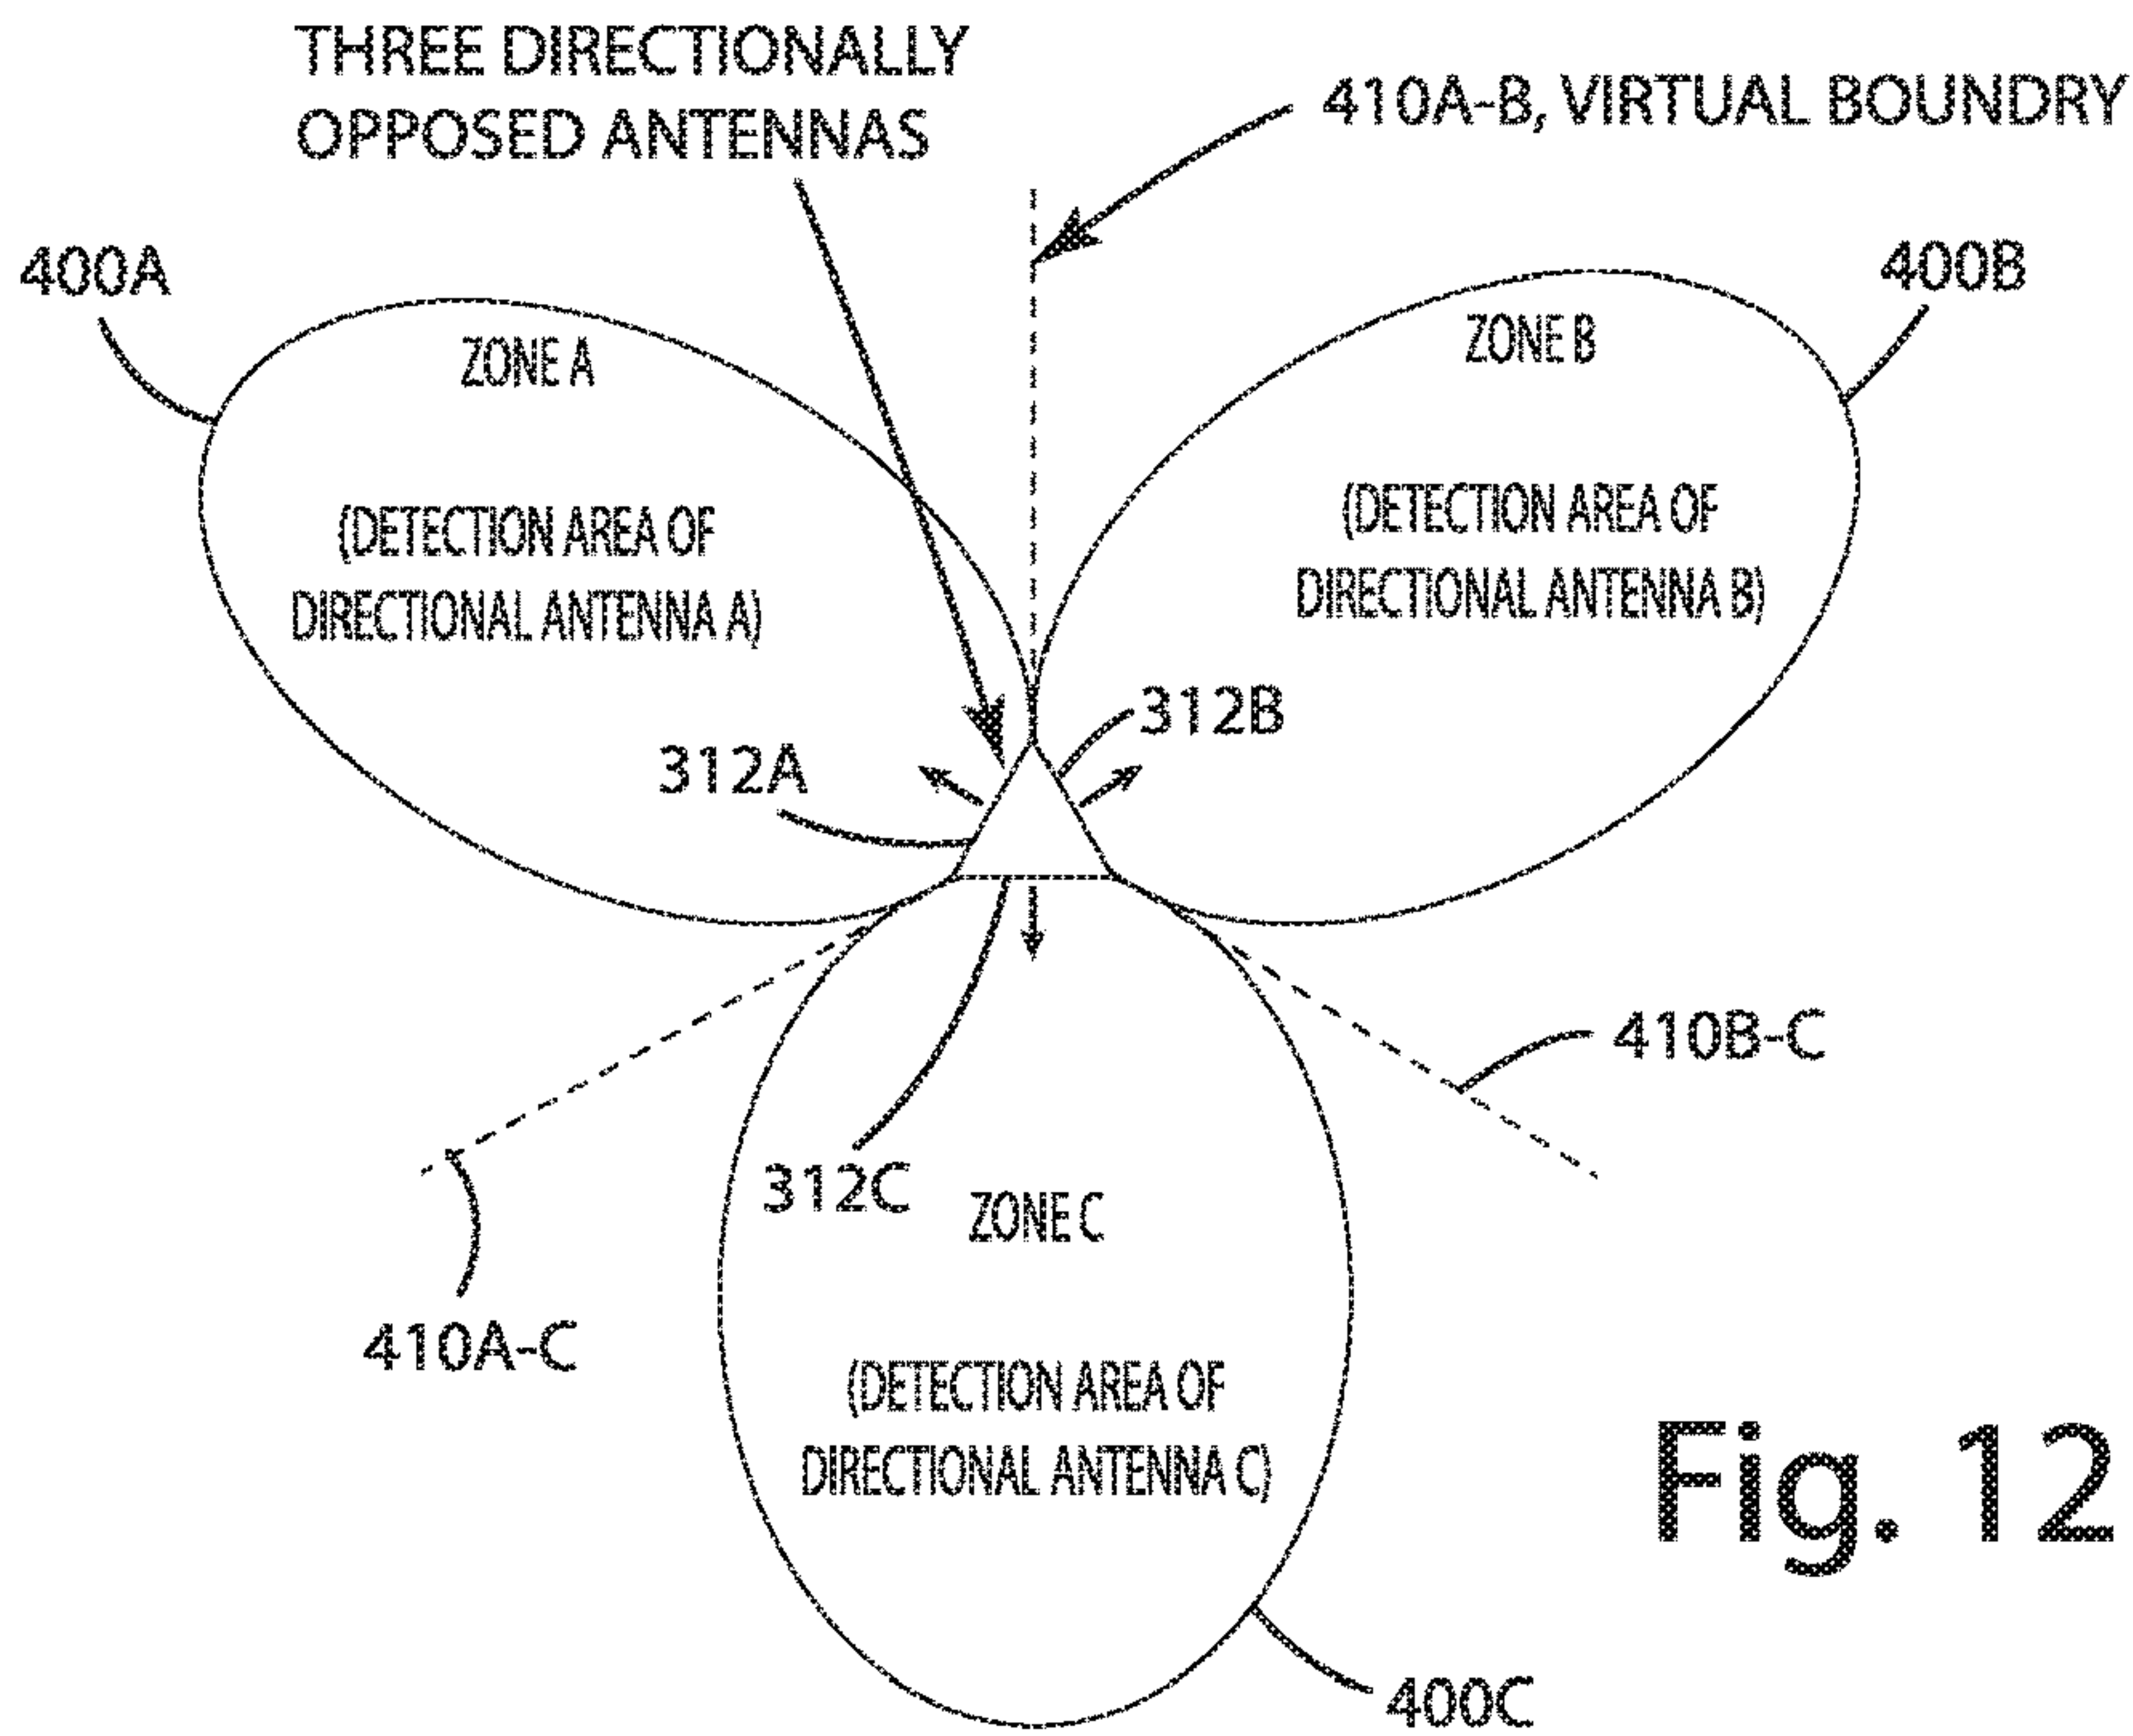 THREE DIRECTIONALLY
OPPOSED ANTENNAS
410A-B, VIRTUAL BOUNDRY
400A
400B
ZONE A
ZONE B
(DETECTION AREA OF
DIRECTIONAL ANTENNA A)
(DETECTION AREA OF
DIRECTIONAL ANTENNA B)
312B
312A
410B-C
312C
ZONE C
410A-C
(DETECTION AREA OF
DIRECTIONAL ANTENNA C)
Fig. 12
400C